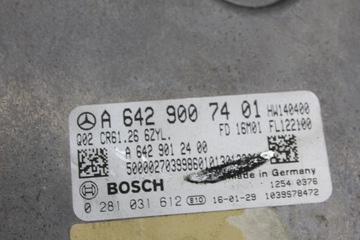 A 642 900 74 01 HW140400
Q02 CR61.26 6ZYL. FD 16M01 FL122100
A 642 901 24 00
Made in Germany
BOSCH 1254 0376
0 281 031 612 16-01-29 1039S78472